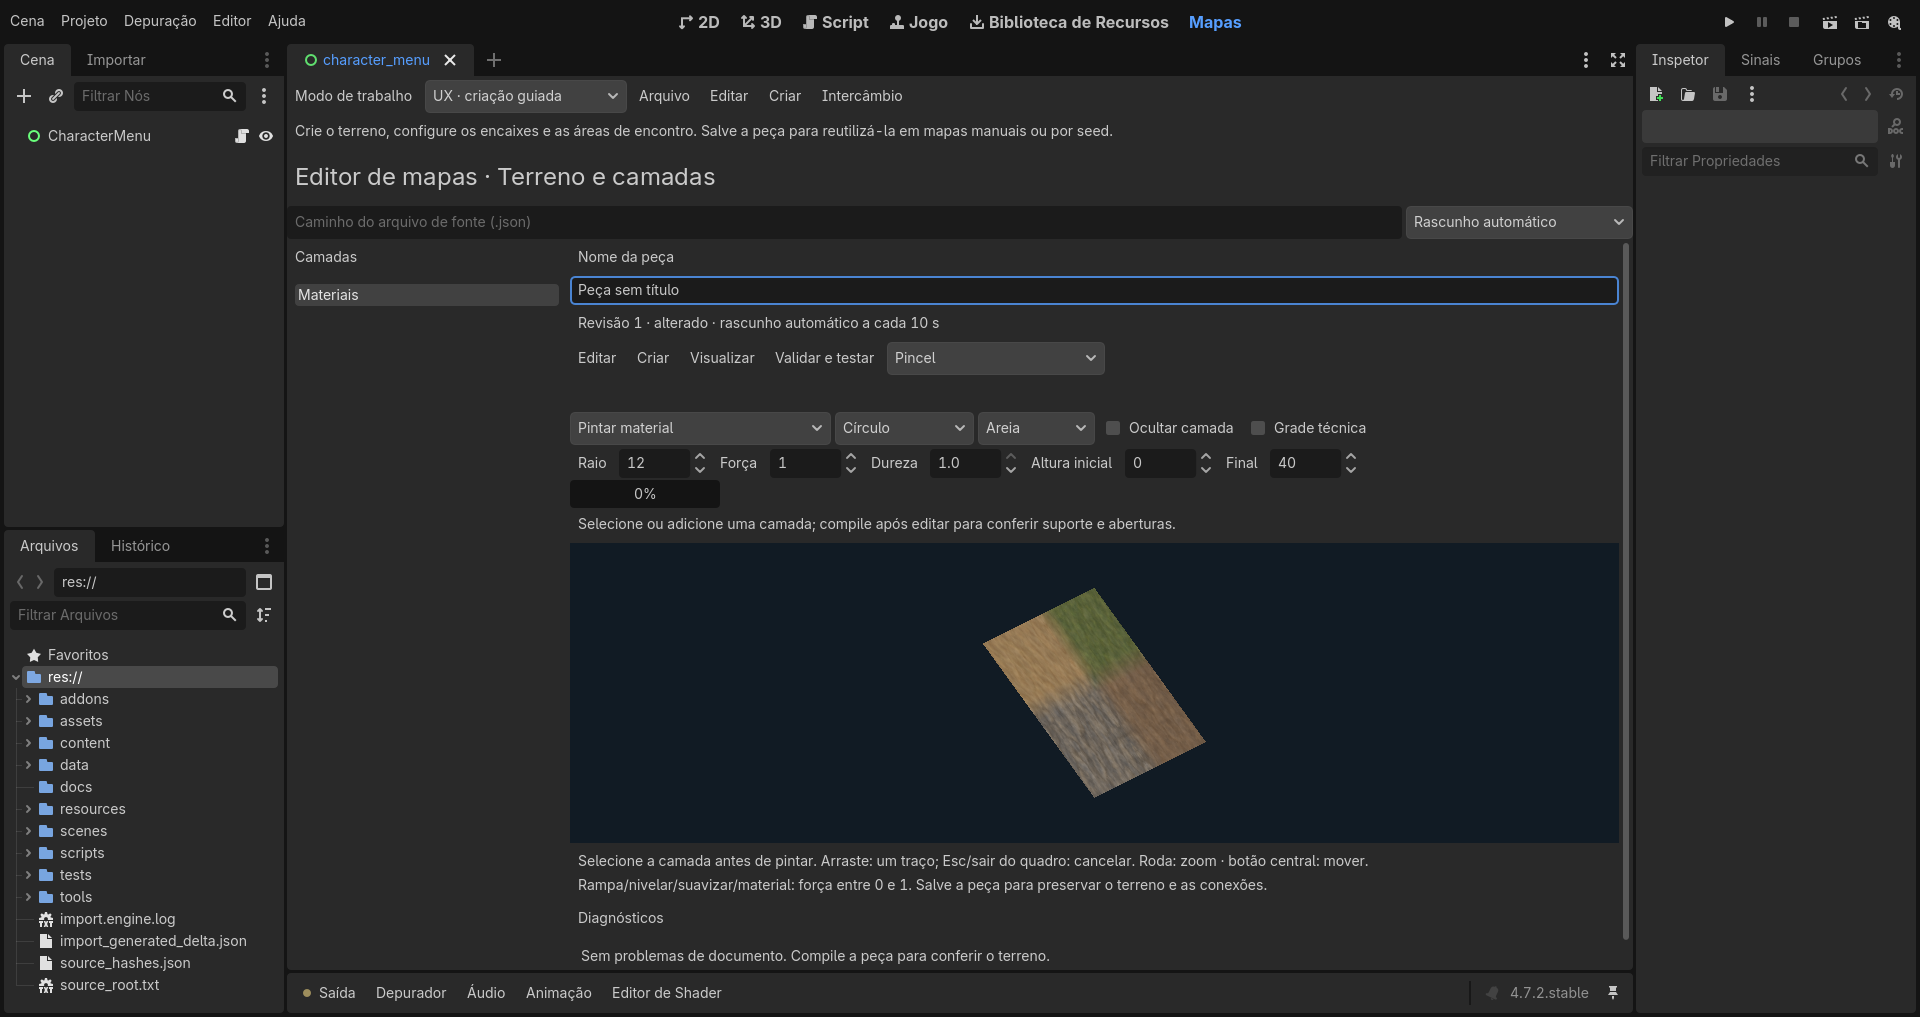 Cena Projeto Depuração Editor Ajuda
2D 3D Script Jogo Biblioteca de Recursos Mapas
Cena Importar
Filtrar Nós
CharacterMenu
character_menu
Modo de trabalho UX · criação guiada Arquivo Editar Criar Intercâmbio
Crie o terreno, configure os encaixes e as áreas de encontro. Salve a peça para reutilizá-la em mapas manuais ou por seed.
Editor de mapas · Terreno e camadas
Caminho do arquivo de fonte (.json) Rascunho automático
Camadas
Materiais
Nome da peça
Peça sem título
Revisão 1 · alterado · rascunho automático a cada 10 s
Editar Criar Visualizar Validar e testar Pincel
Pintar material Círculo Areia Ocultar camada Grade técnica
Raio 12 Força 1 Dureza 1.0 Altura inicial 0 Final 40
0%
Selecione ou adicione uma camada; compile após editar para conferir suporte e aberturas.
Selecione a camada antes de pintar. Arraste: um traço; Esc/sair do quadro: cancelar. Roda: zoom · botão central: mover.
Rampa/nivelar/suavizar/material: força entre 0 e 1. Salve a peça para preservar o terreno e as conexões.
Diagnósticos
Sem problemas de documento. Compile a peça para conferir o terreno.
Arquivos Histórico
res://
Filtrar Arquivos
Favoritos
res://
addons
assets
content
data
docs
resources
scenes
scripts
tests
tools
import.engine.log
import_generated_delta.json
source_hashes.json
source_root.txt
Saída Depurador Áudio Animação Editor de Shader 4.7.2.stable
Inspetor Sinais Grupos
DOC
Filtrar Propriedades